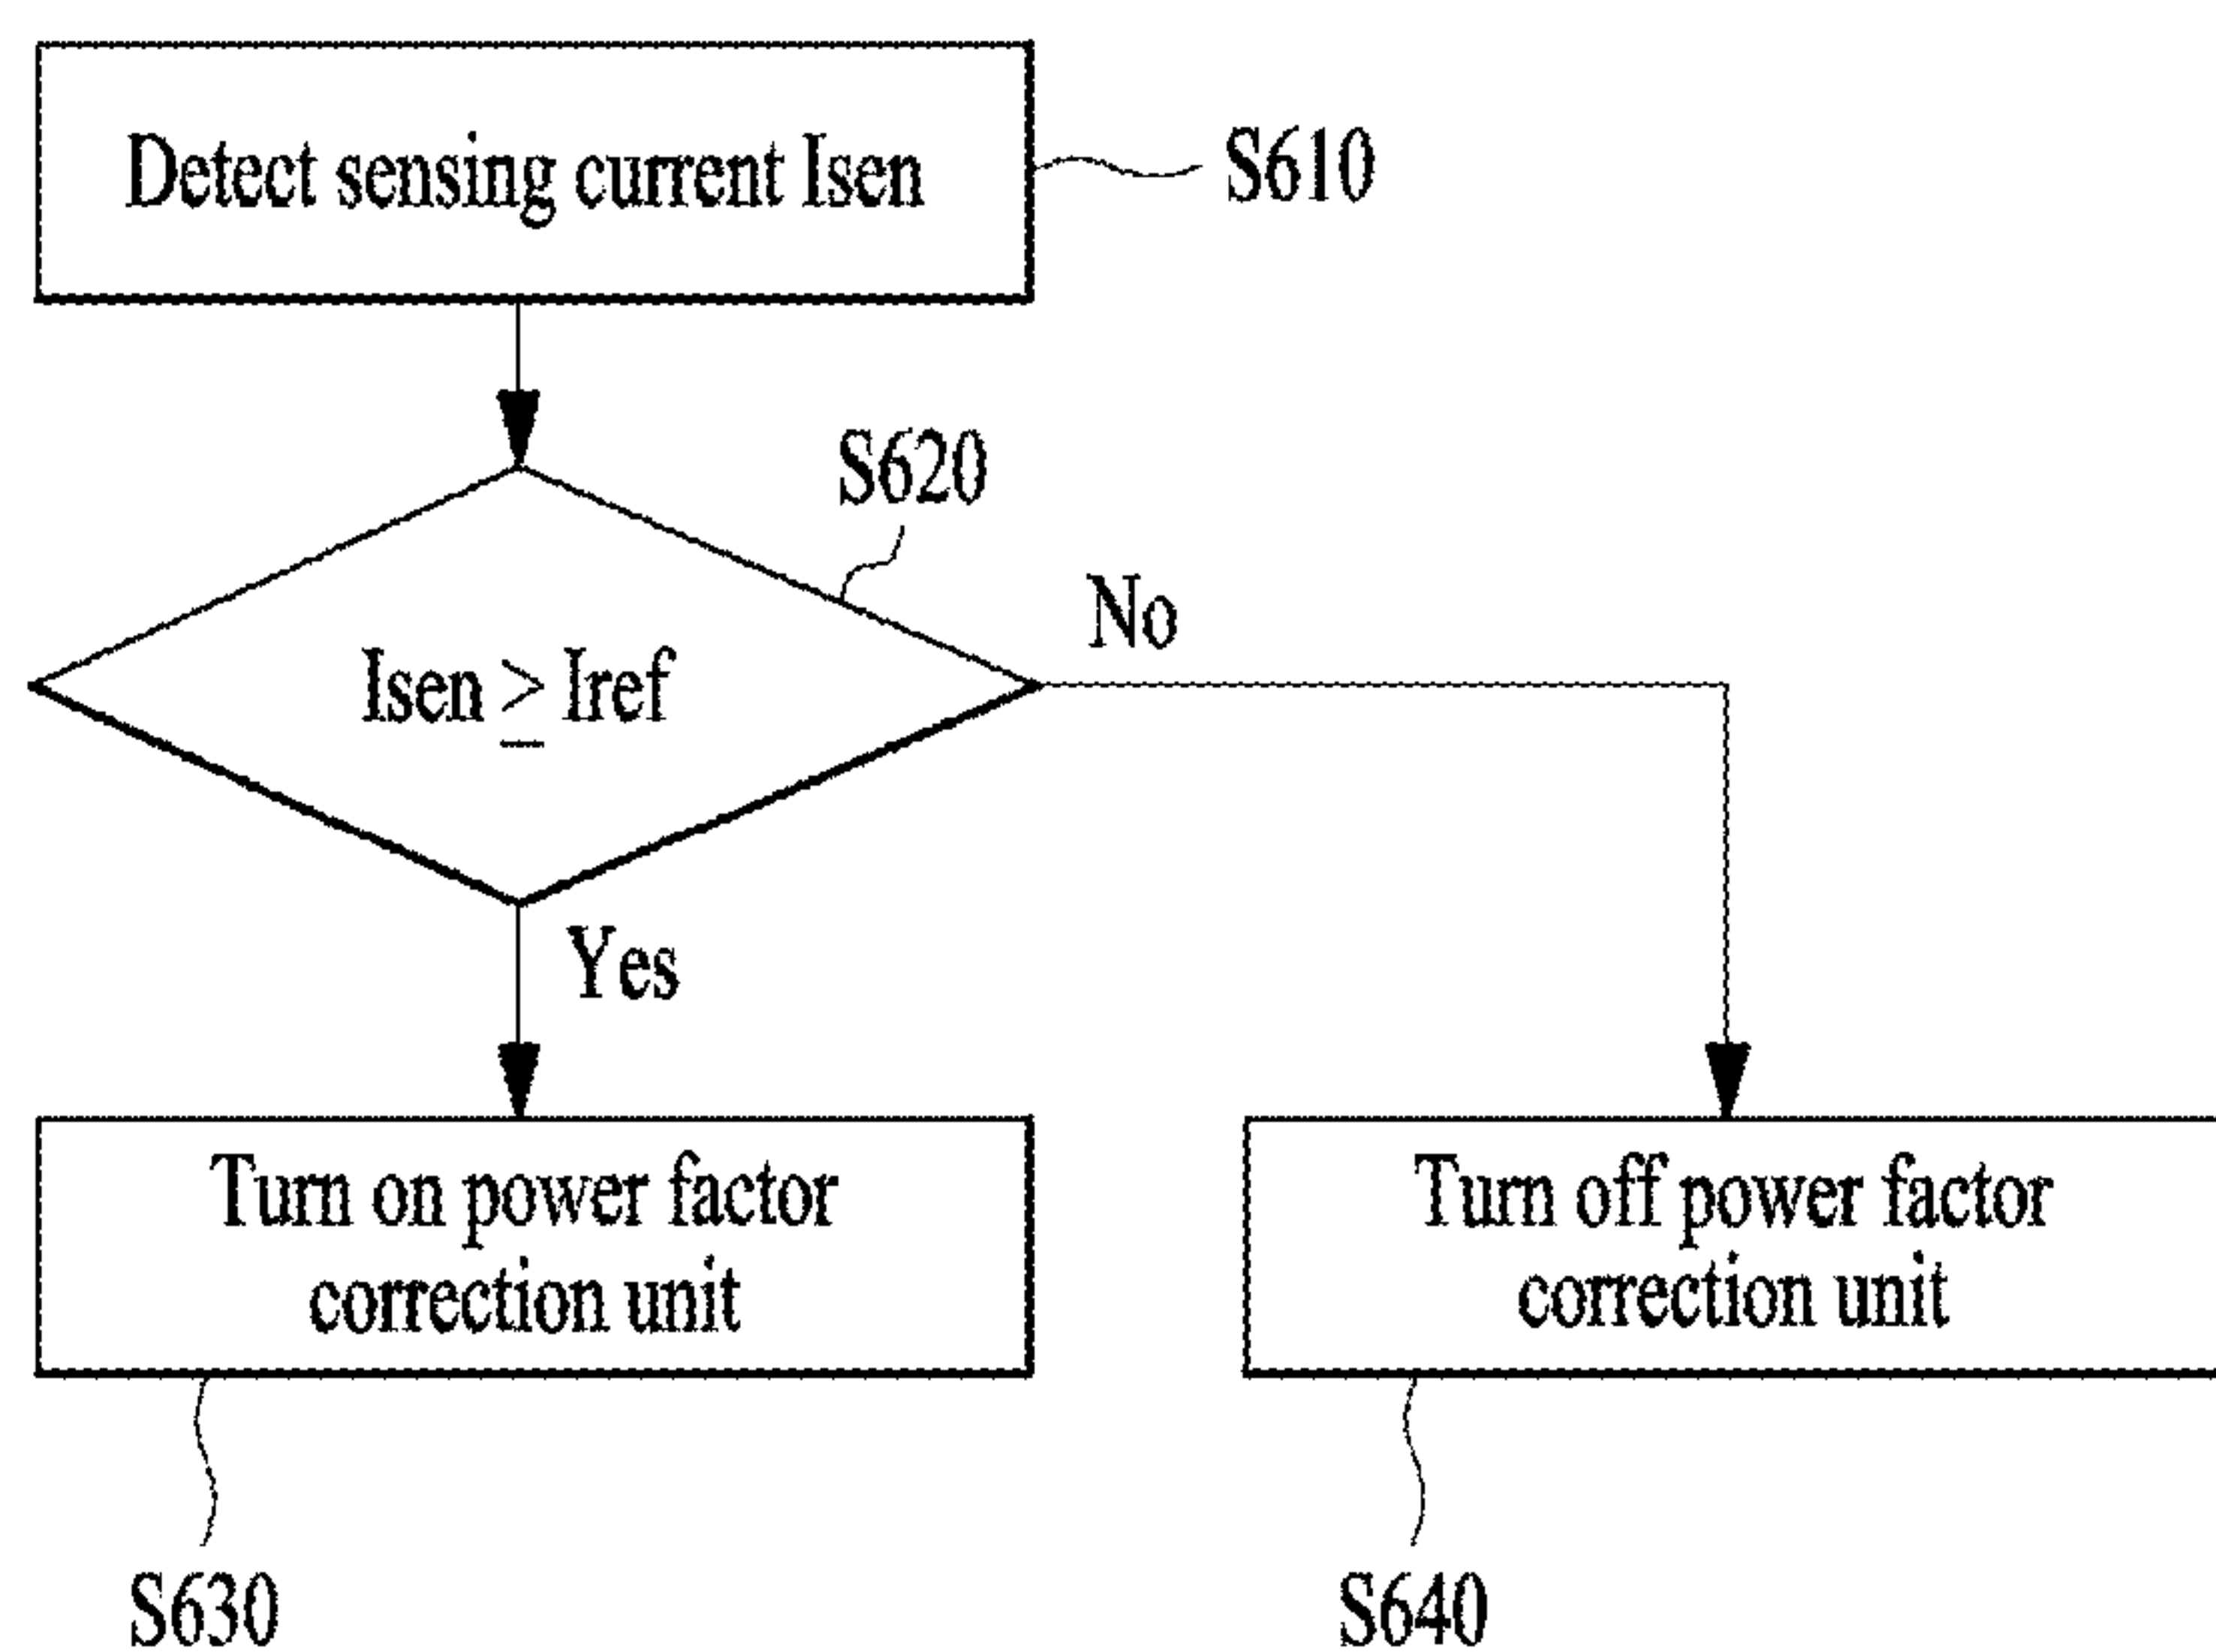 Detect sensing current Isen
S610
S620
Isen ≥ Iref
No
Yes
Turn on power factor
correction unit
Turn off power factor
correction unit
S630
S640